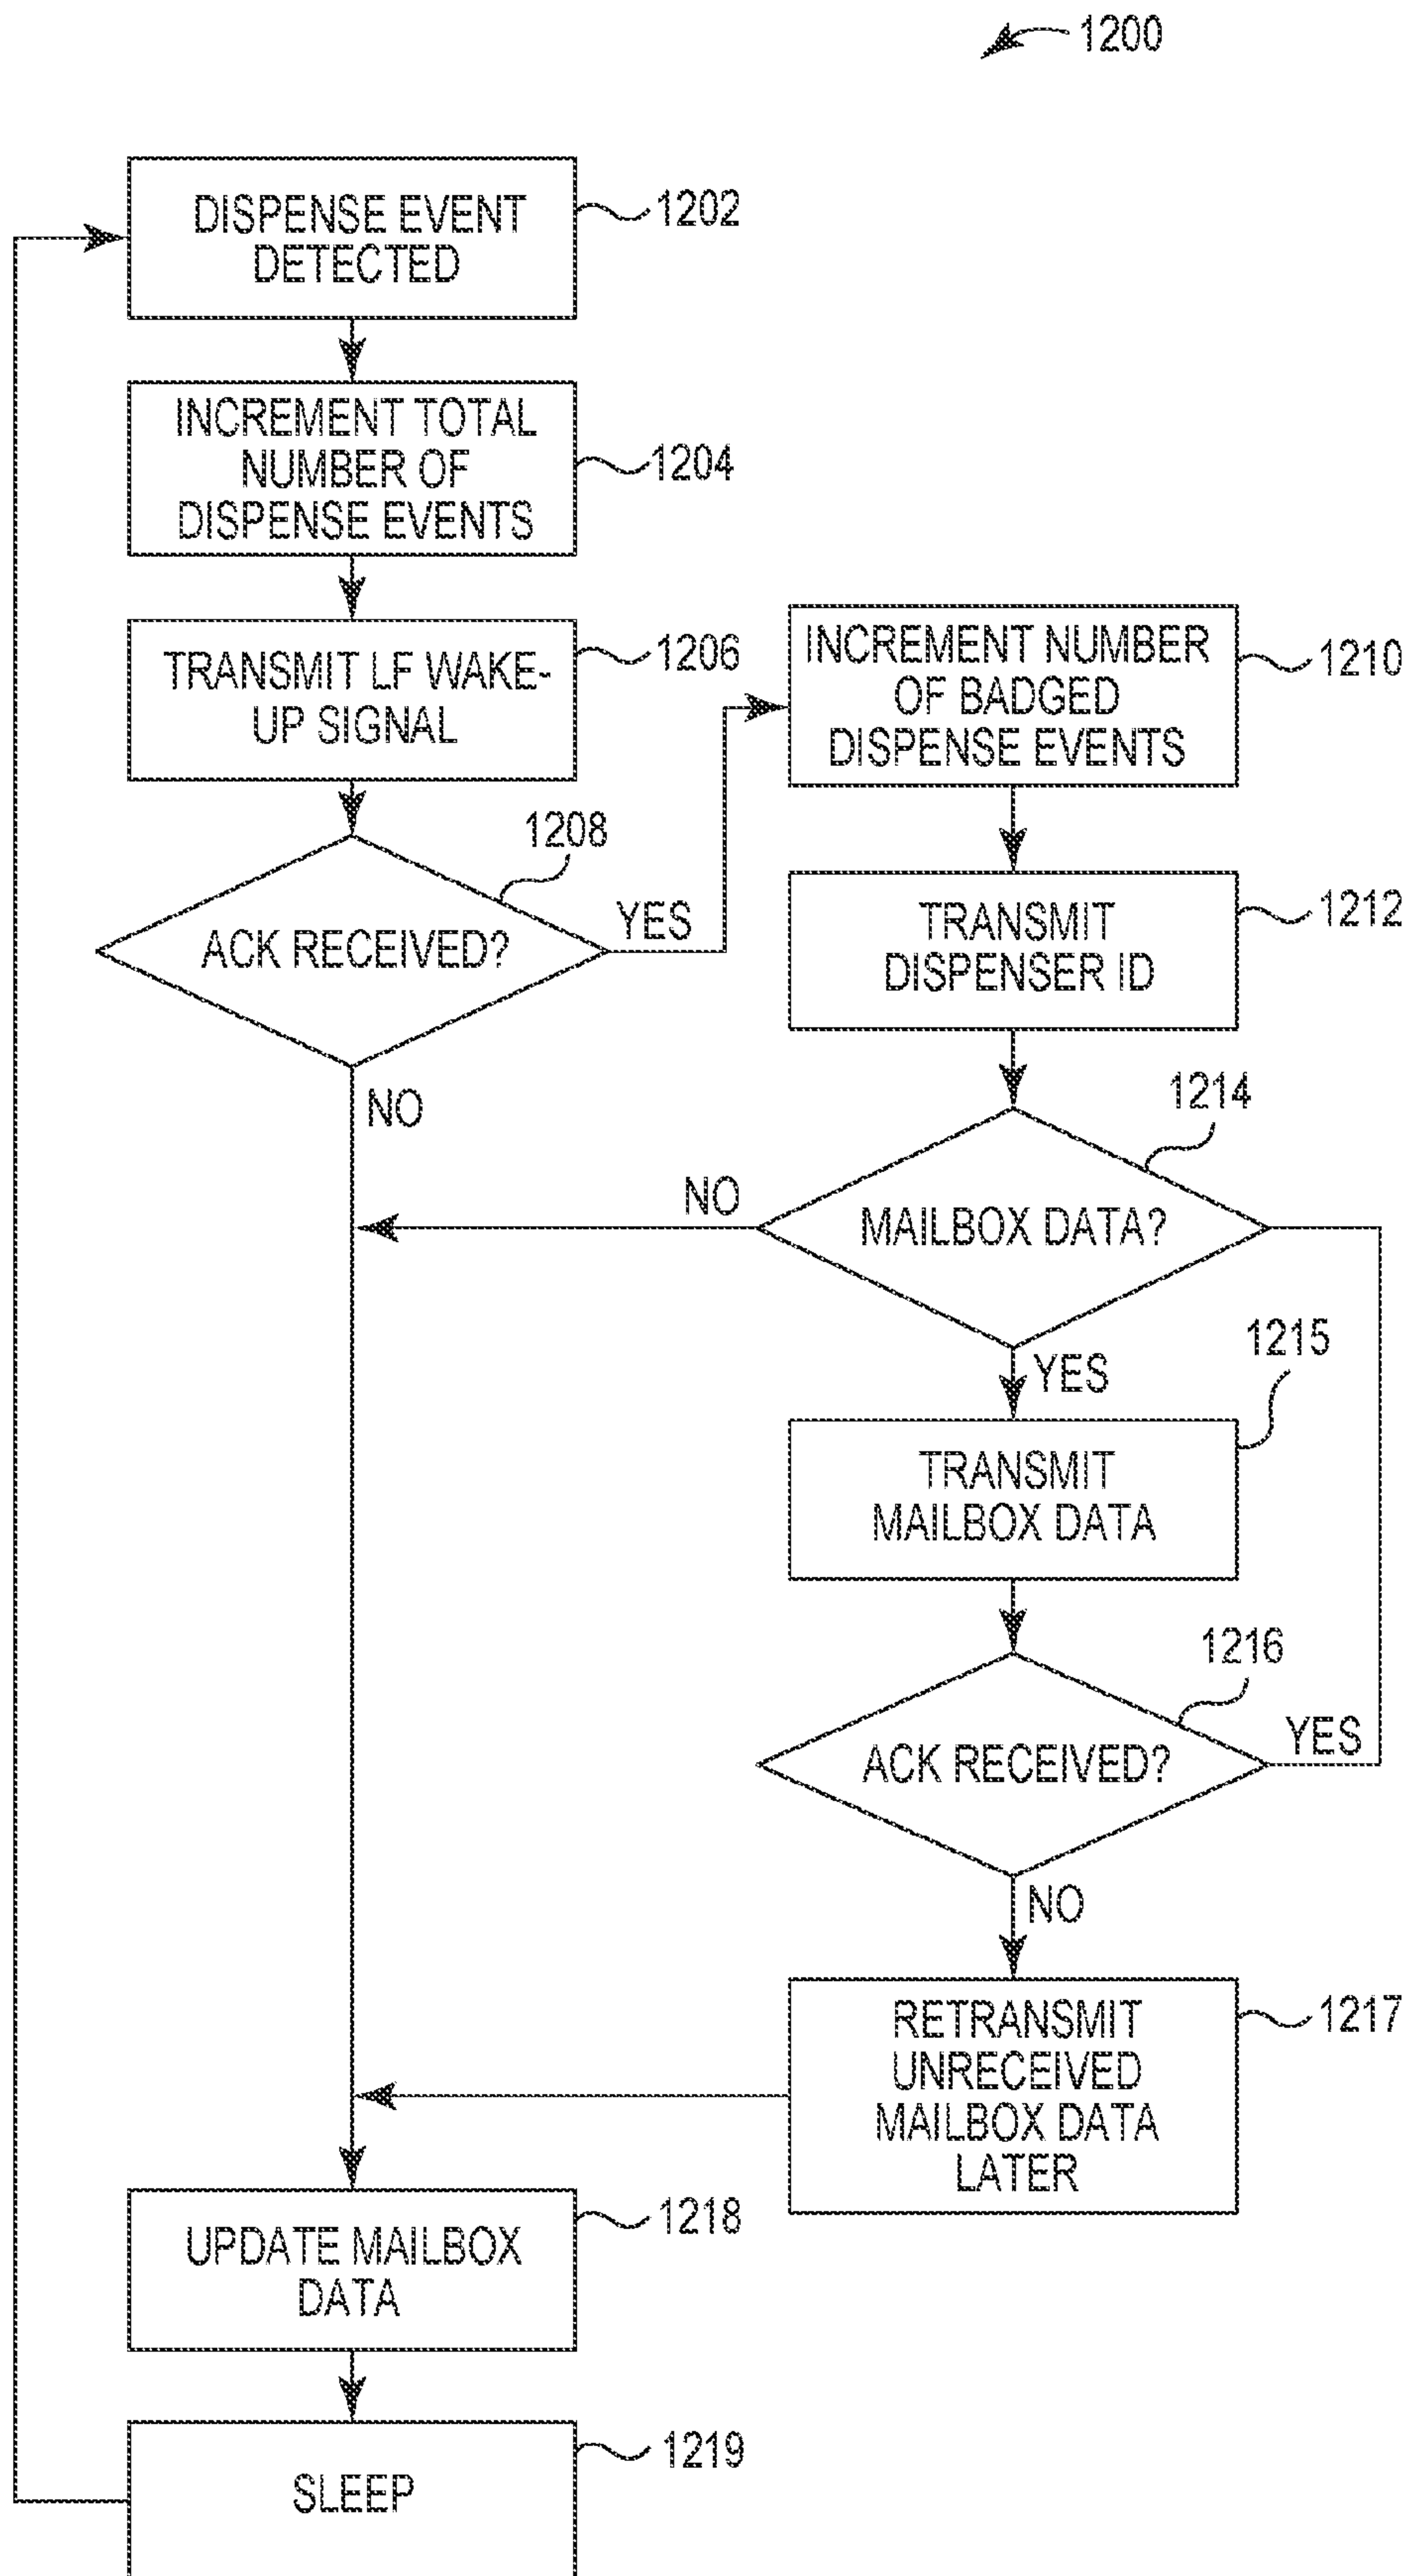 1200
DISPENSE EVENT
DETECTED
1202
INCREMENT TOTAL
NUMBER OF
DISPENSE EVENTS
1204
TRANSMIT LF WAKE-
UP SIGNAL
1206
ACK RECEIVED?
1208
YES
NO
INCREMENT NUMBER
OF BADGED
DISPENSE EVENTS
1210
TRANSMIT
DISPENSER ID
1212
MAILBOX DATA?
1214
NO
YES
TRANSMIT
MAILBOX DATA
1215
ACK RECEIVED?
1216
YES
NO
RETRANSMIT
UNRECEIVED
MAILBOX DATA
LATER
1217
UPDATE MAILBOX
DATA
1218
SLEEP
1219